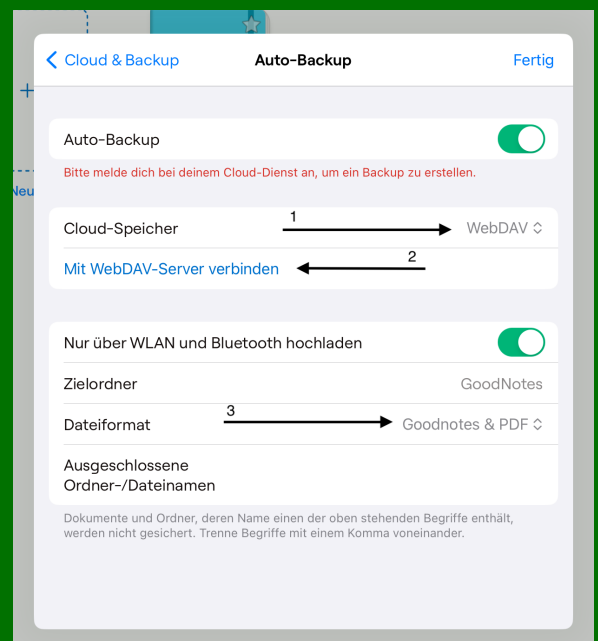 Cloud & Backup Auto-Backup Fertig
Auto-Backup
Bitte melde dich bei deinem Cloud-Dienst an, um ein Backup zu erstellen.
Neu
Cloud-Speicher 1 WebDAV
Mit WebDAV-Server verbinden 2
Nur über WLAN und Bluetooth hochladen
Zielordner GoodNotes
Dateiformat 3 Goodnotes & PDF
Ausgeschlossene
Ordner-/Dateinamen
Dokumente und Ordner, deren Name einen der oben stehenden Begriffe enthält,
werden nicht gesichert. Trenne Begriffe mit einem Komma voneinander.